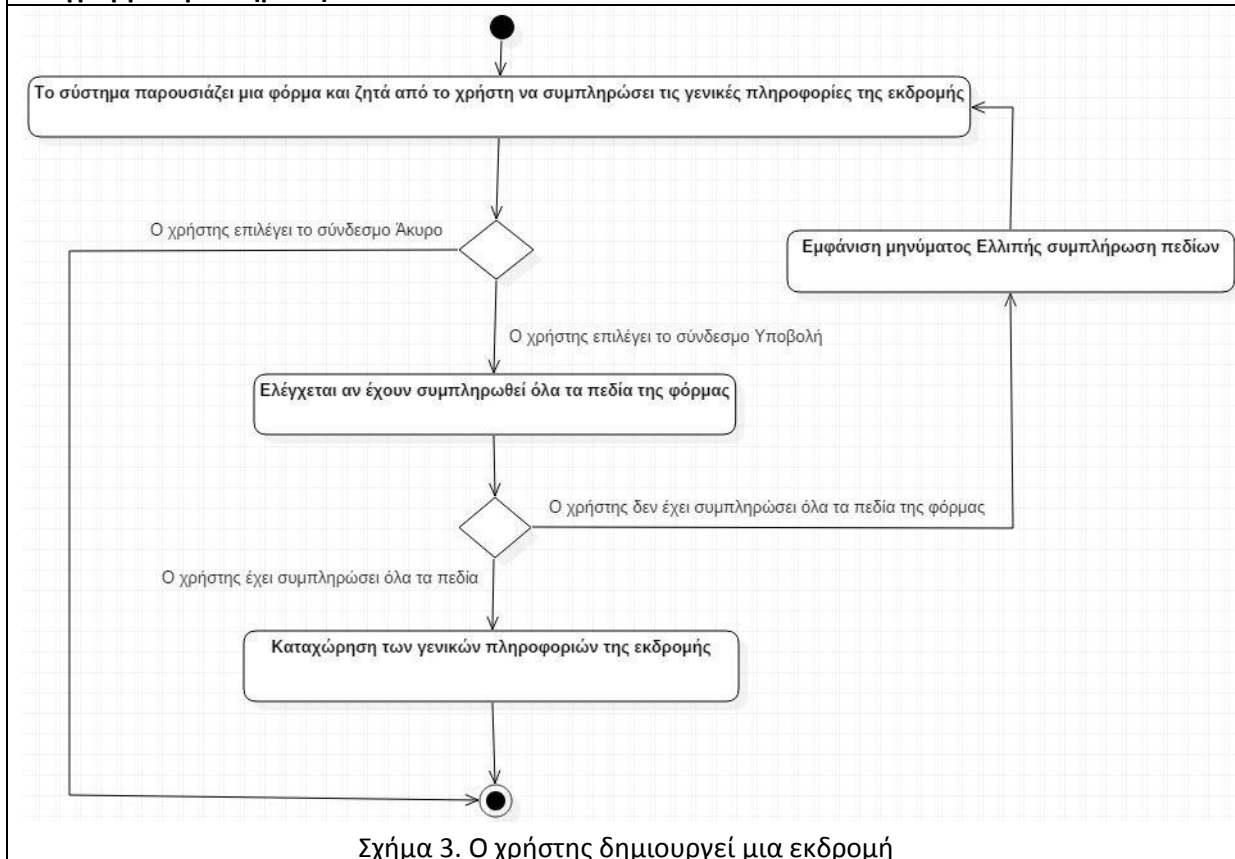 Το σύστημα παρουσιάζει μια φόρμα και ζητά από το χρήστη να συμπληρώσει τις γενικές πληροφορίες της εκδρομής
Ο χρήστης επιλέγει το σύνδεσμο Άκυρο
Εμφάνιση μηνύματος Ελλιπής συμπλήρωση πεδίων
Ο χρήστης επιλέγει το σύνδεσμο Υποβολή
Ελέγχεται αν έχουν συμπληρωθεί όλα τα πεδία της φόρμας
Ο χρήστης δεν έχει συμπληρώσει όλα τα πεδία της φόρμας
Ο χρήστης έχει συμπληρώσει όλα τα πεδία
Καταχώρηση των γενικών πληροφοριών της εκδρομής
Σχήμα 3. Ο χρήστης δημιουργεί μια εκδρομή